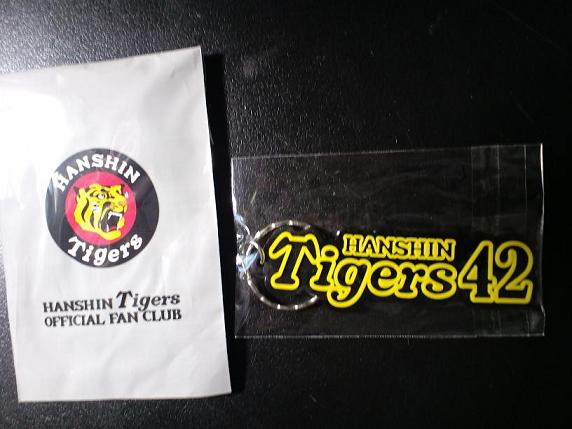 HANSHIN
Tigers
HANSHIN Tigers
OFFICIAL FAN CLUB
HANSHIN
Tigers 42